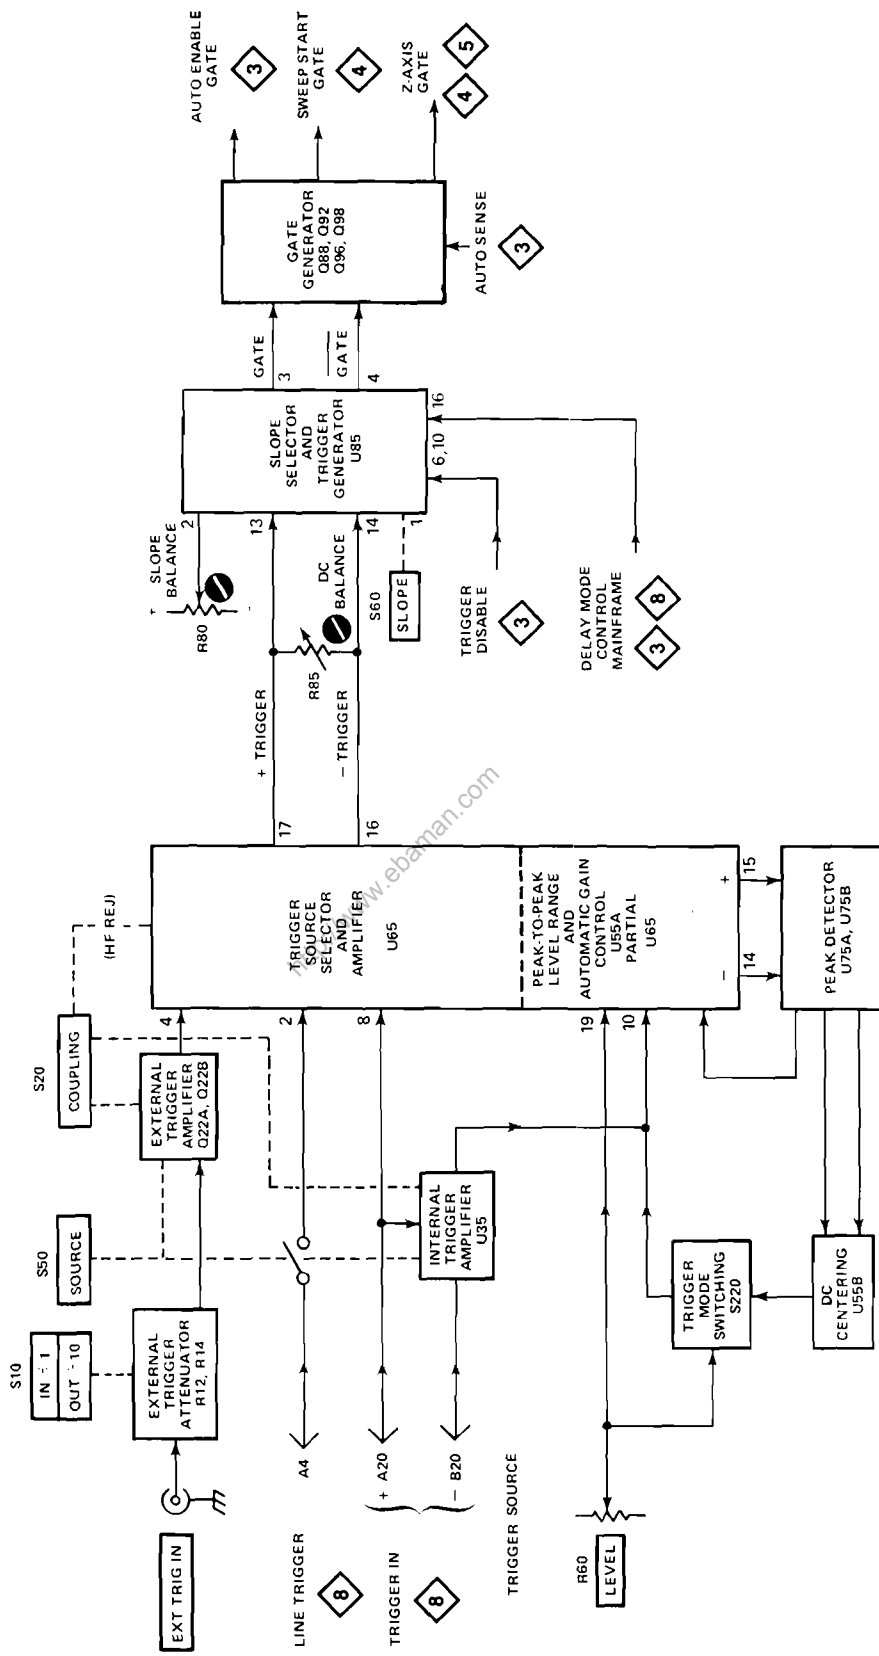 EXT TRIG IN
S10
IN ÷ 1
OUT ÷ 10
EXTERNAL
TRIGGER
ATTENUATOR
R12, R14
S50
SOURCE
S20
COUPLING
(HF REJ)
EXTERNAL
TRIGGER
AMPLIFIER
Q22A, Q22B
4
LINE TRIGGER
8
A4
2
TRIGGER IN
8
+ A20
− B20
8
TRIGGER SOURCE
INTERNAL
TRIGGER
AMPLIFIER
U35
R60
LEVEL
19
10
TRIGGER
MODE
SWITCHING
S220
DC
CENTERING
U55B
TRIGGER
SOURCE
SELECTOR
AND
AMPLIFIER
U65
PEAK-TO-PEAK
LEVEL RANGE
AND
AUTOMATIC GAIN
CONTROL
U55A
PARTIAL
U65
−
+
14
15
PEAK DETECTOR
U75A, U75B
17
16
+ TRIGGER
− TRIGGER
R85
DC
BALANCE
R80
+
-
SLOPE
BALANCE
2
13
14
1
S60
SLOPE
SLOPE
SELECTOR
AND
TRIGGER
GENERATOR
U85
6,10
16
TRIGGER
DISABLE
3
DELAY MODE
CONTROL
MAINFRAME
3
8
3
4
GATE
GATE
GATE
GENERATOR
Q88, Q92
Q96, Q98
AUTO SENSE
3
AUTO ENABLE
GATE
3
SWEEP START
GATE
4
Z-AXIS
GATE
4
5
www.ebaman.com